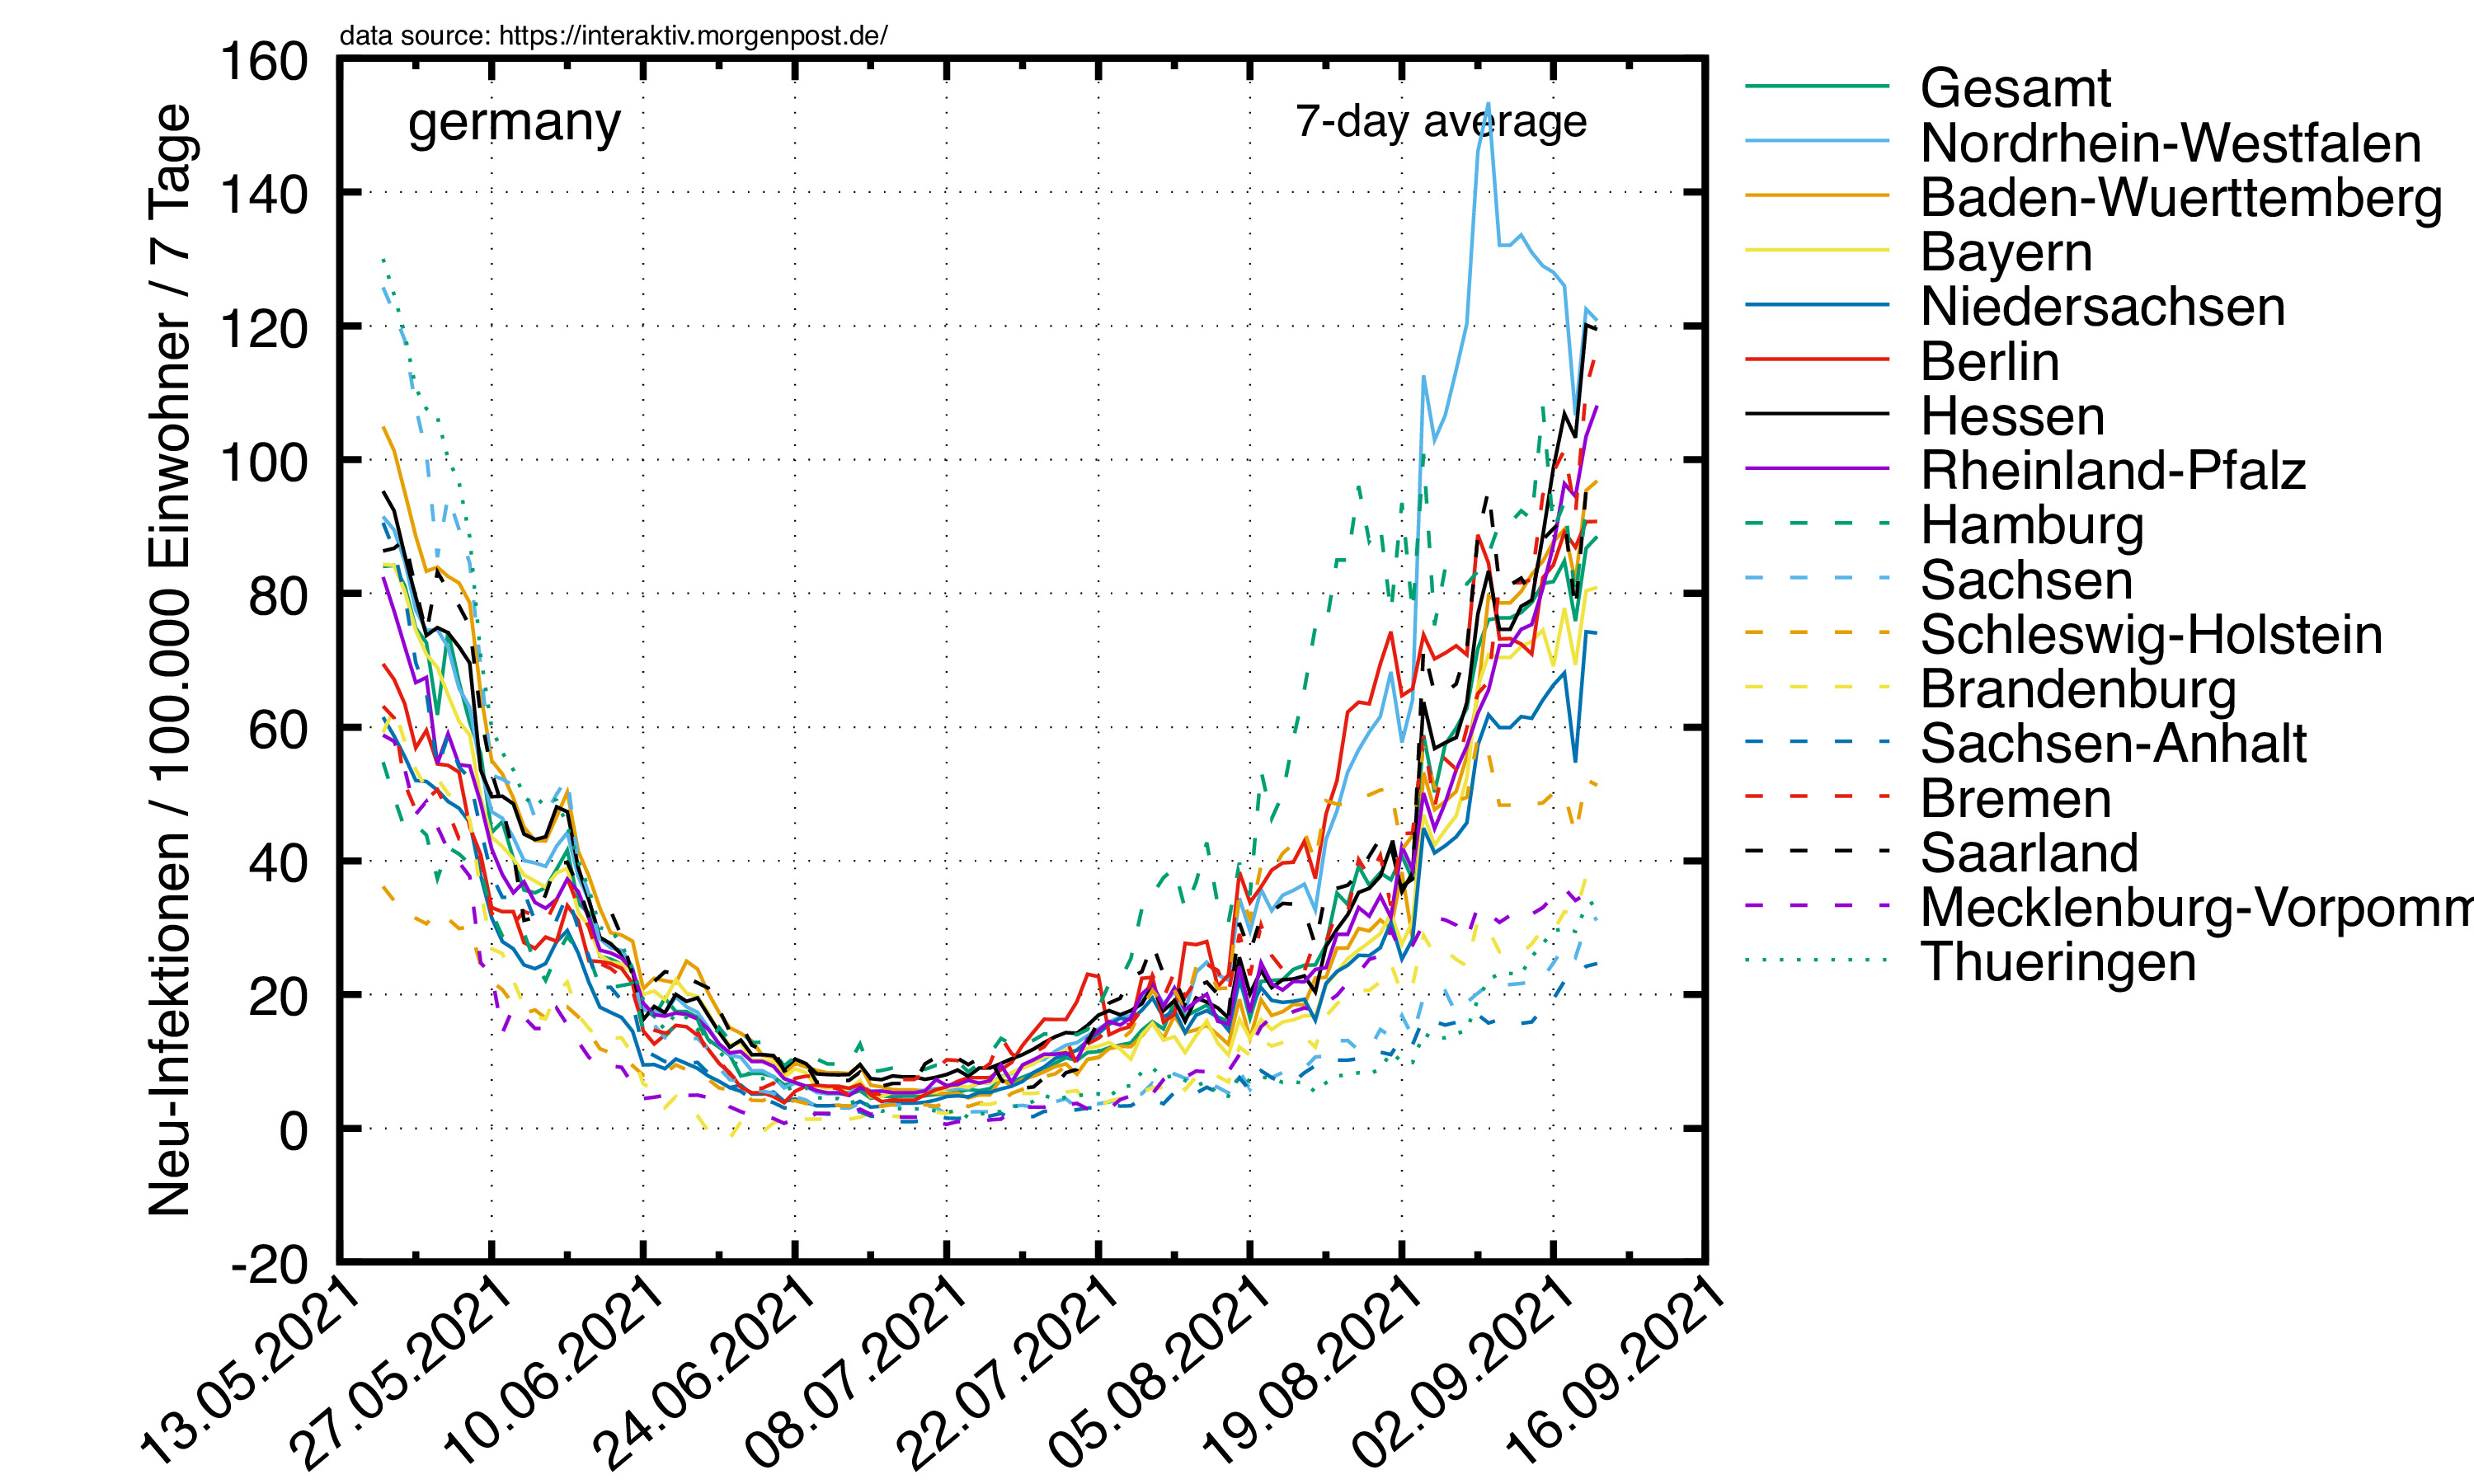 data source: https://interaktiv.morgenpost.de/
germany
7-day average
Neu-Infektionen / 100.000 Einwohner / 7 Tage
160
140
120
100
80
60
40
20
0
-20
13.05.2021
27.05.2021
10.06.2021
24.06.2021
08.07.2021
22.07.2021
05.08.2021
19.08.2021
02.09.2021
16.09.2021
Gesamt
Nordrhein-Westfalen
Baden-Wuerttemberg
Bayern
Niedersachsen
Berlin
Hessen
Rheinland-Pfalz
Hamburg
Sachsen
Schleswig-Holstein
Brandenburg
Sachsen-Anhalt
Bremen
Saarland
Mecklenburg-Vorpomm
Thueringen